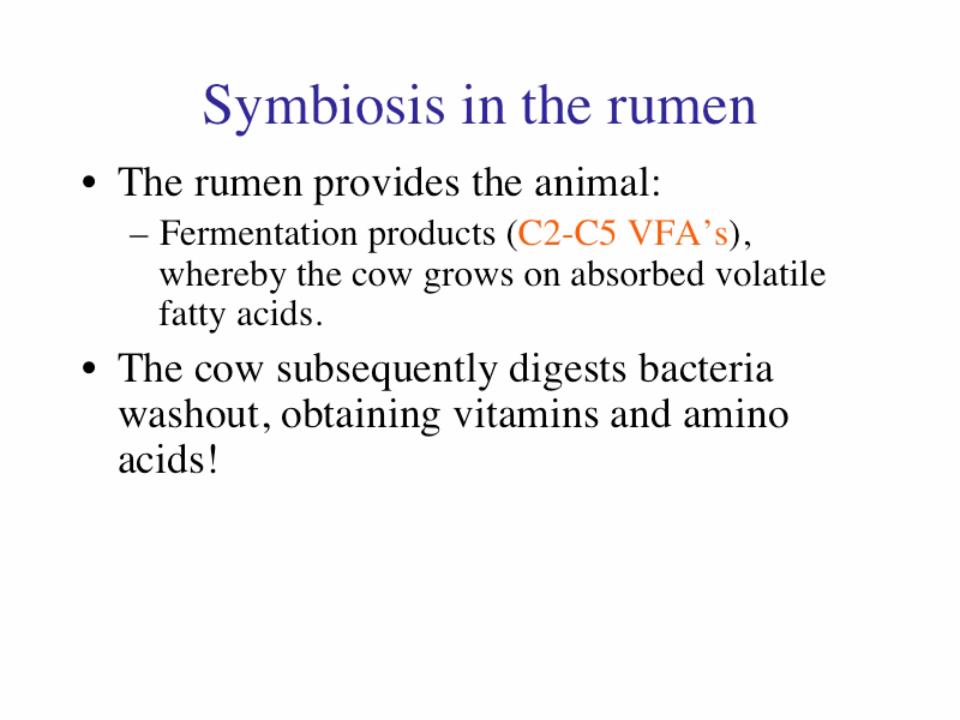 Symbiosis in the rumen
• The rumen provides the animal:
– Fermentation products (C2-C5 VFA’s),
whereby the cow grows on absorbed volatile
fatty acids.
• The cow subsequently digests bacteria
washout, obtaining vitamins and amino
acids!